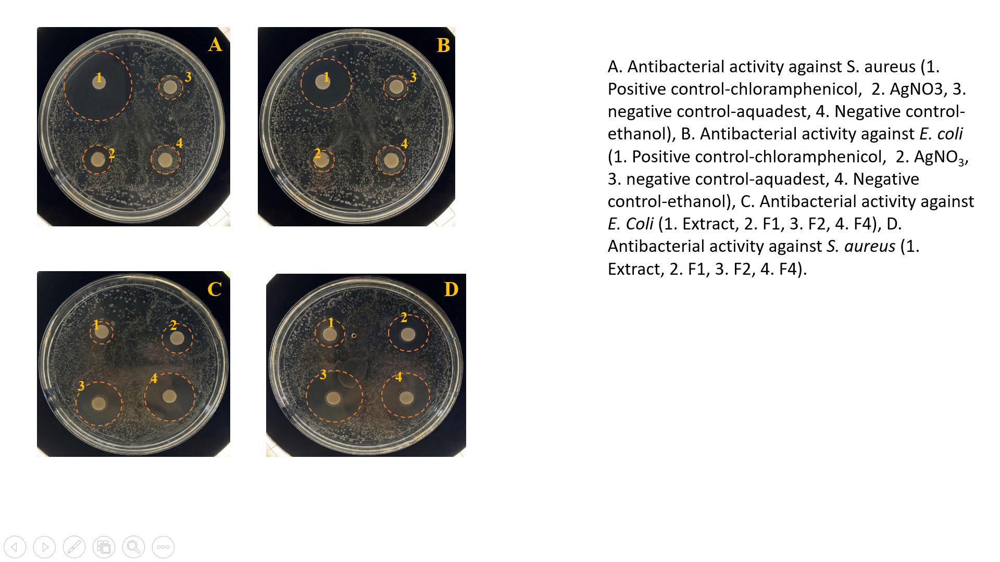 A
1
3
2
4
B
1
3
2
4
C
1
2
3
4
D
1
2
3
4
A. Antibacterial activity against S. aureus (1.
Positive control-chloramphenicol,  2. AgNO3, 3.
negative control-aquadest, 4. Negative control-
ethanol), B. Antibacterial activity against E. coli
(1. Positive control-chloramphenicol,  2. AgNO₃,
3. negative control-aquadest, 4. Negative
control-ethanol), C. Antibacterial activity against
E. Coli (1. Extract, 2. F1, 3. F2, 4. F4), D.
Antibacterial activity against S. aureus (1.
Extract, 2. F1, 3. F2, 4. F4).